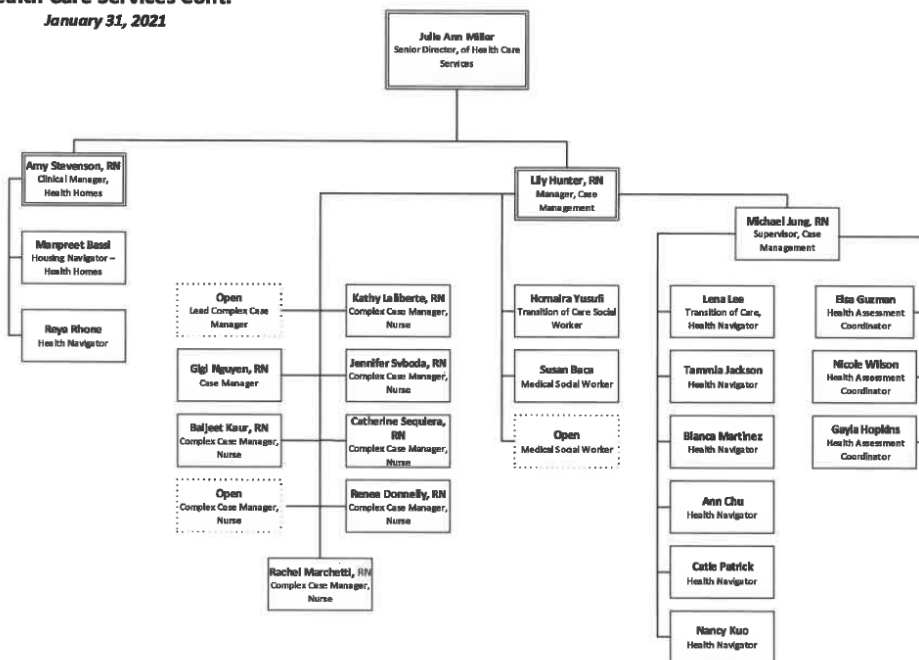 Health Care Services Cont.
January 31, 2021
Julie Ann Miller
Senior Director, of Health Care
Services
Amy Stevenson, RN
Clinical Manager,
Health Homes
Manpreet Bassi
Housing Navigator –
Health Homes
Reya Rhone
Health Navigator
Lily Hunter, RN
Manager, Case
Management
Michael Jung, RN
Supervisor, Case
Management
Open
Lead Complex Case
Manager
Kathy Laliberte, RN
Complex Case Manager,
Nurse
Gigi Nguyen, RN
Case Manager
Jennifer Svboda, RN
Complex Case Manager,
Nurse
Baljeet Kaur, RN
Complex Case Manager,
Nurse
Catherine Sequiera,
RN
Complex Case Manager,
Nurse
Open
Complex Case Manager,
Nurse
Renee Donnelly, RN
Complex Case Manager,
Nurse
Rachel Marchetti, RN
Complex Case Manager,
Nurse
Homaira Yusufi
Transition of Care Social
Worker
Susan Baca
Medical Social Worker
Open
Medical Social Worker
Lena Lee
Transition of Care,
Health Navigator
Tammia Jackson
Health Navigator
Blanca Martinez
Health Navigator
Ann Chu
Health Navigator
Catie Patrick
Health Navigator
Nancy Kuo
Health Navigator
Elsa Guzman
Health Assessment
Coordinator
Nicole Wilson
Health Assessment
Coordinator
Gayla Hopkins
Health Assessment
Coordinator